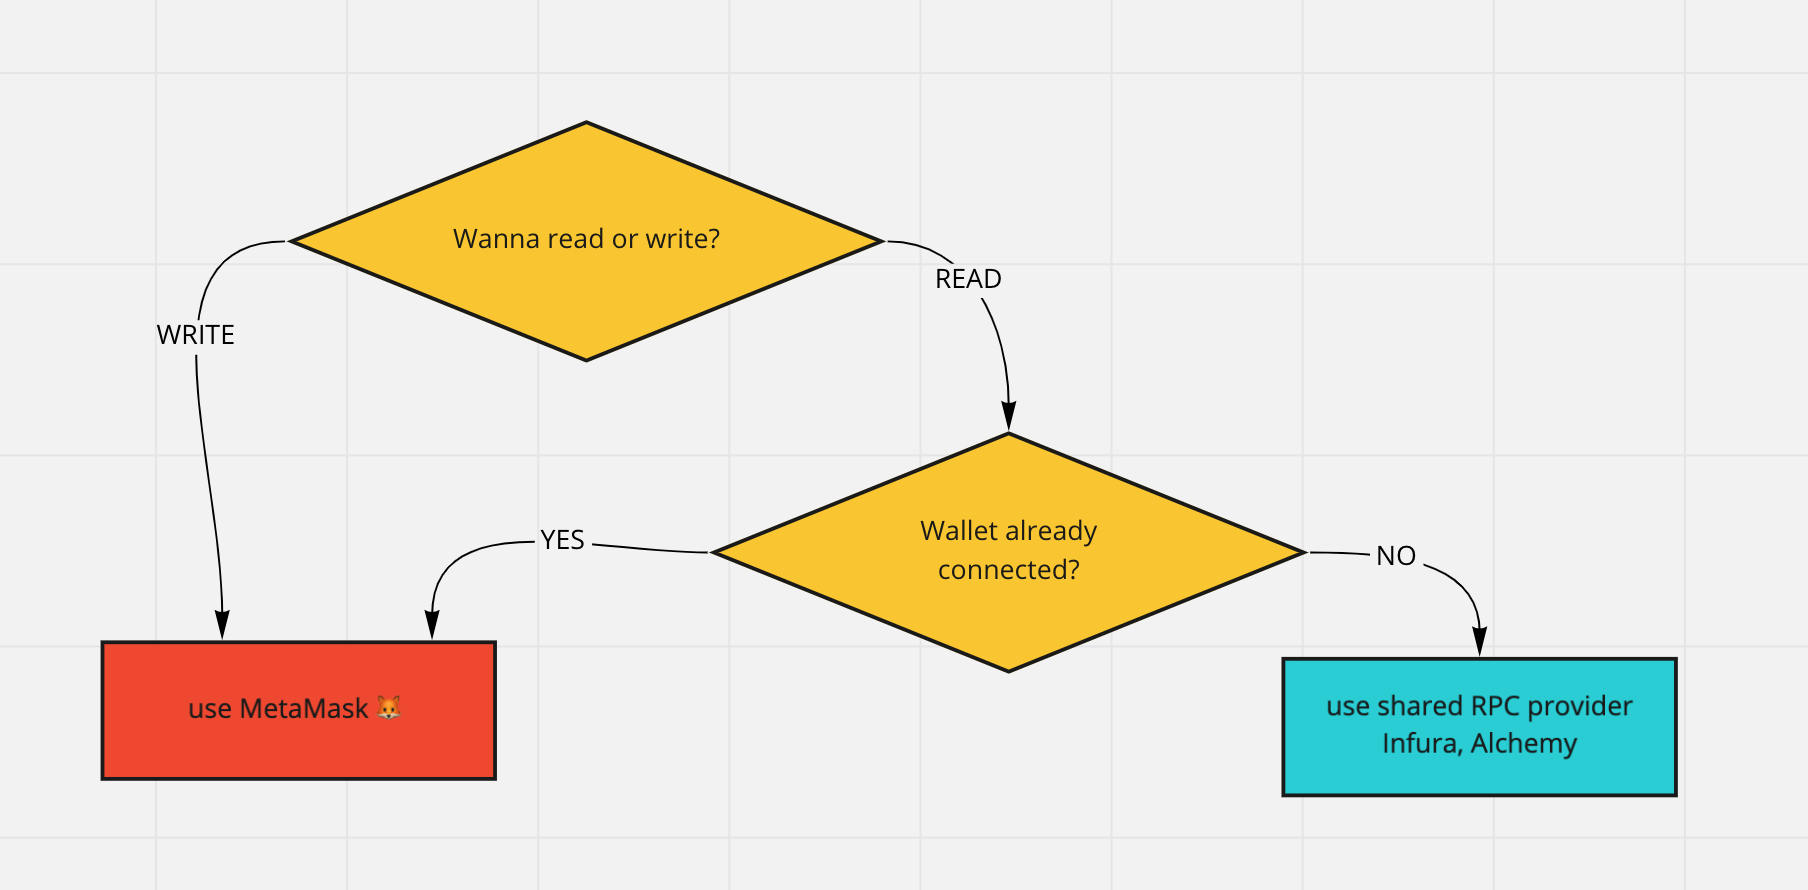 Wanna read or write?
READ
WRITE
Wallet already
connected?
YES
NO
use MetaMask 🦊
use shared RPC provider
Infura, Alchemy